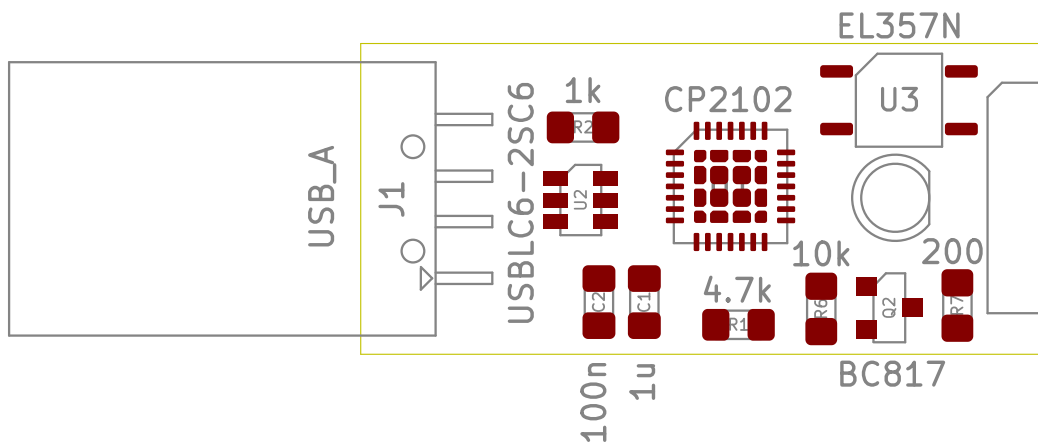 EL357N
U3
1k
R2
CP2102
USBLC6-2SC6
USB_A
J1
U2
10k
200
4.7k
C2
C1
R1
R6
Q2
R7
BC817
100n
1u